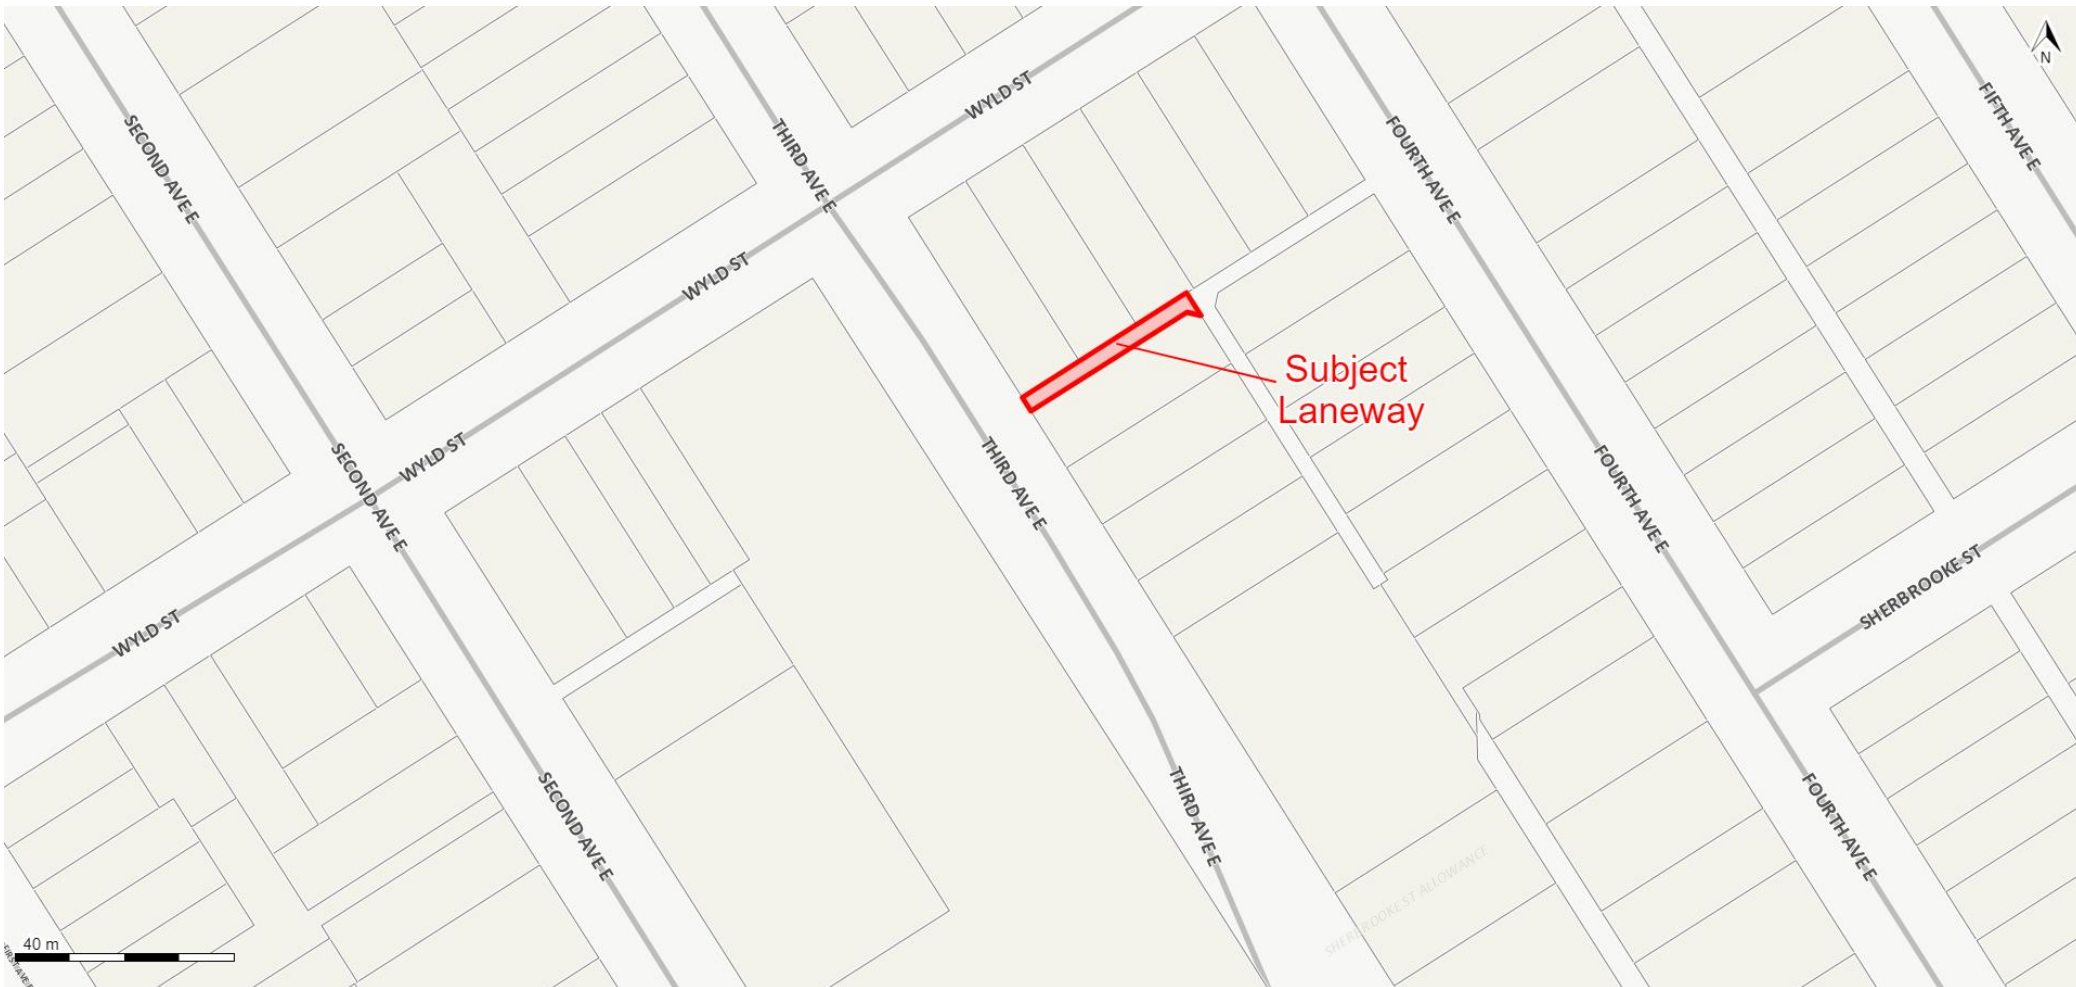 N
WYLD ST
FIFTH AVE E
SECOND AVE E
THIRD AVE E
FOURTH AVE E
WYLD ST
Subject
Laneway
WYLD ST
SECOND AVE E
THIRD AVE E
FOURTH AVE E
SHERBROOKE ST
WYLD ST
SECOND AVE E
THIRD AVE E
FOURTH AVE E
SHERBROOKE ST ALLOWANCE
40 m